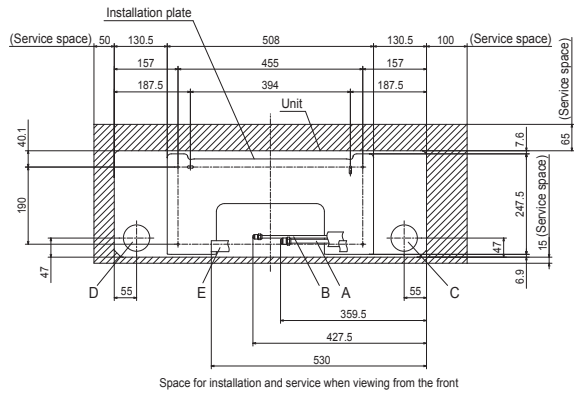 Installation plate
(Service space) 50 130.5 508 130.5 100 (Service space)
157 455 157
187.5 394 187.5
Unit
40.1
190
47
65 (Service space)
7.6
247.5
15 (Service space)
47
6.9
D E B A C
55 55
359.5
427.5
530
Space for installation and service when viewing from the front